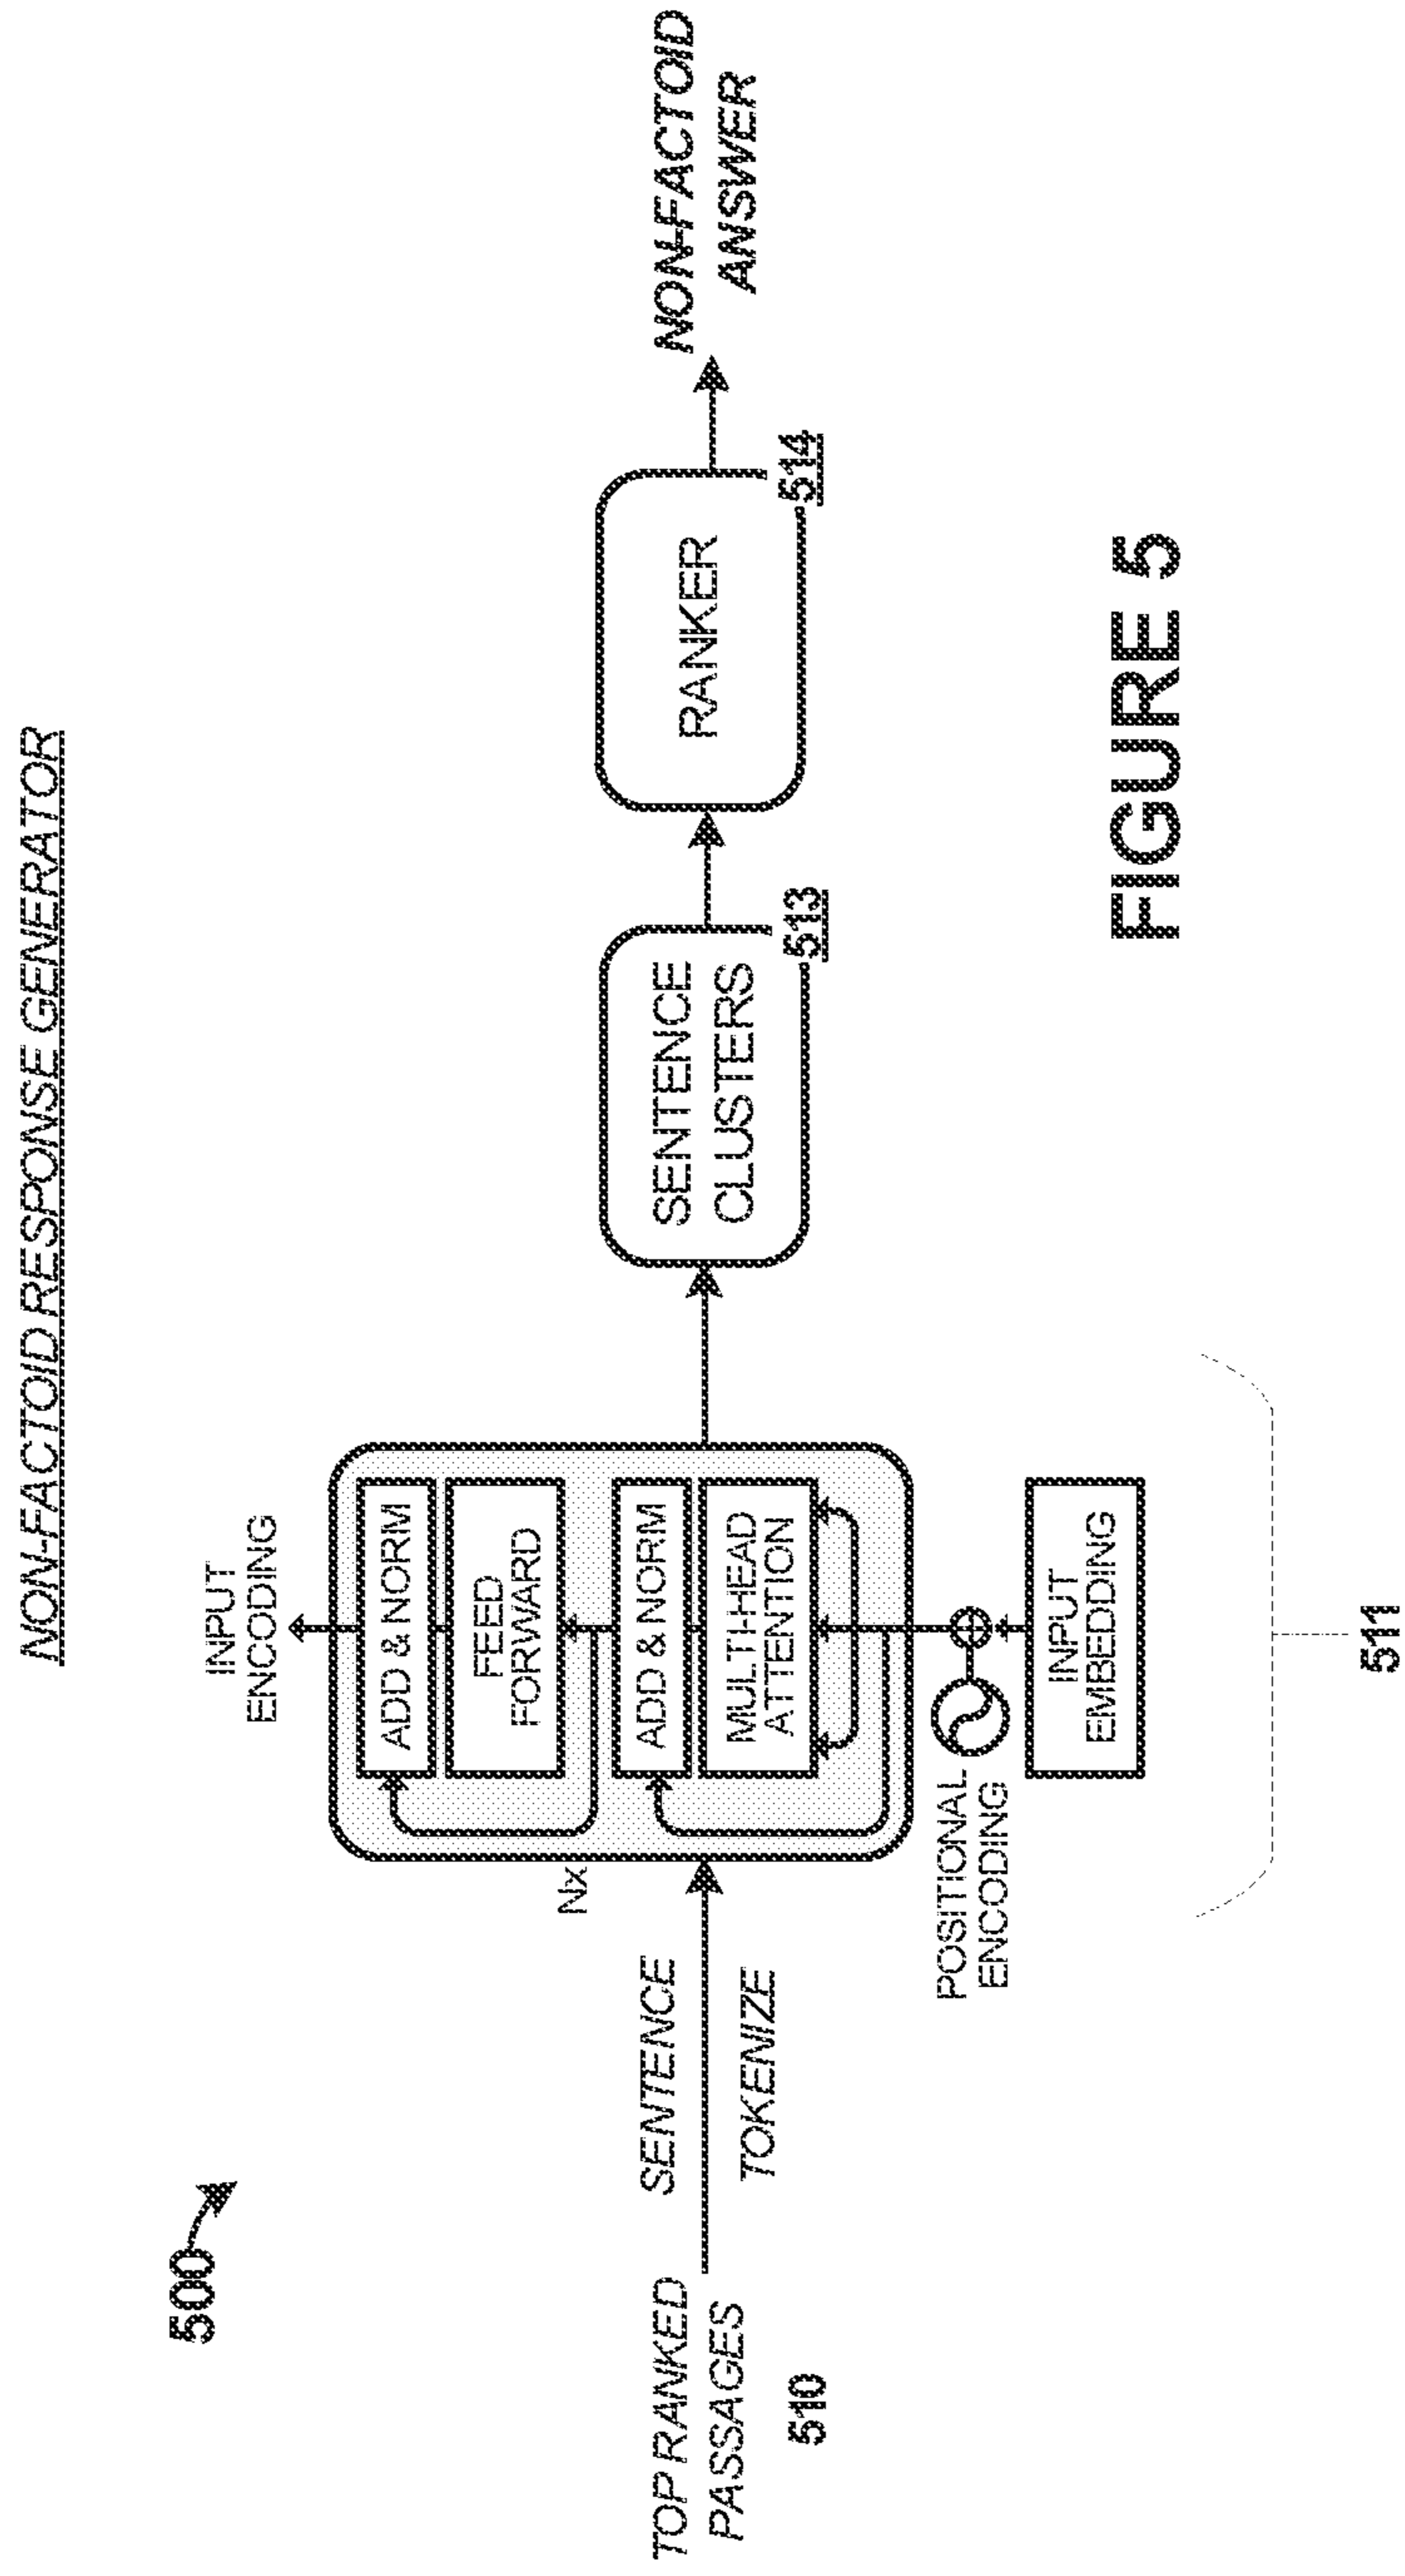 NON-FACTOID RESPONSE GENERATOR
500
TOP RANKED
PASSAGES
510
SENTENCE
TOKENIZE
Nx
INPUT
ENCODING
ADD & NORM
FEED
FORWARD
ADD & NORM
MULTI-HEAD
ATTENTION
POSITIONAL
ENCODING
INPUT
EMBEDDING
511
SENTENCE
CLUSTERS
513
RANKER
514
NON-FACTOID
ANSWER
FIGURE 5